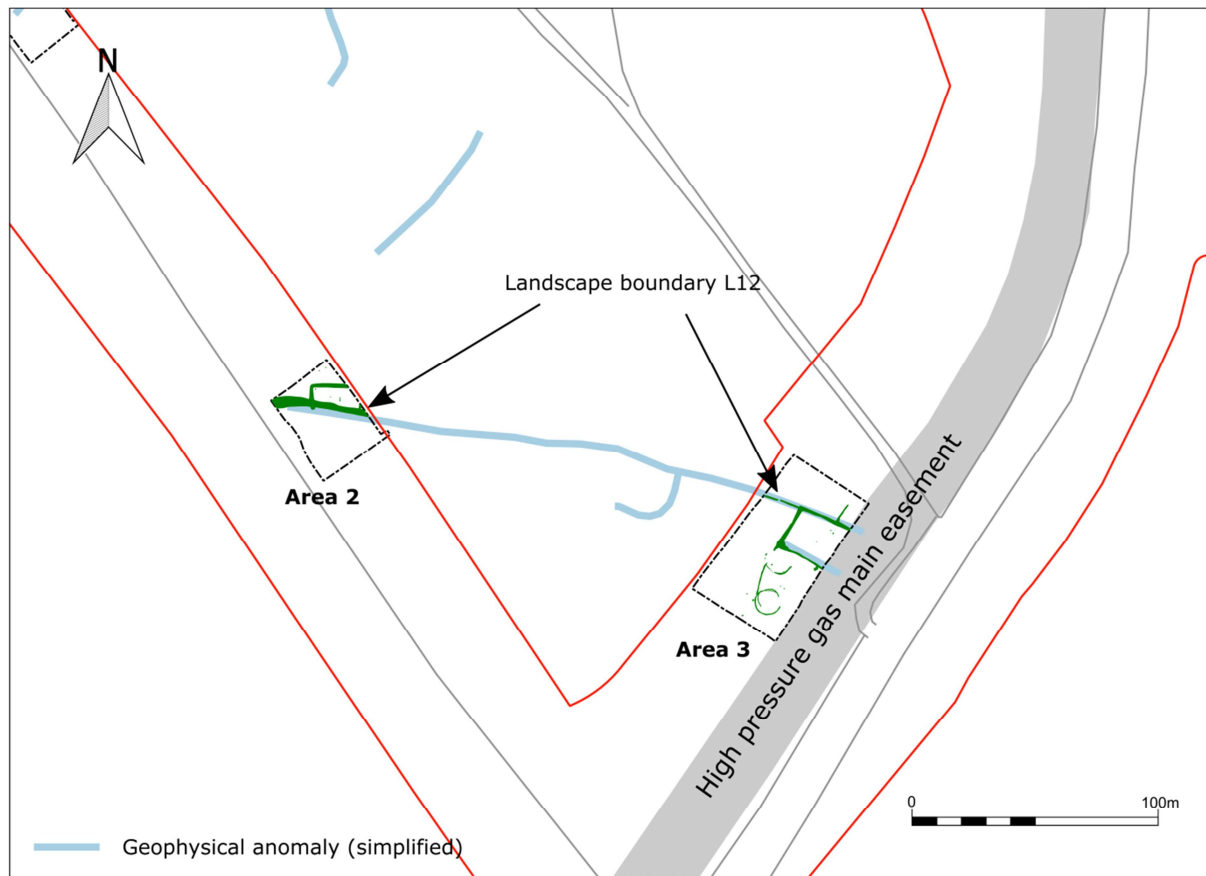 N
Landscape boundary L12
Area 2
Area 3
High pressure gas main easement
0 100m
Geophysical anomaly (simplified)